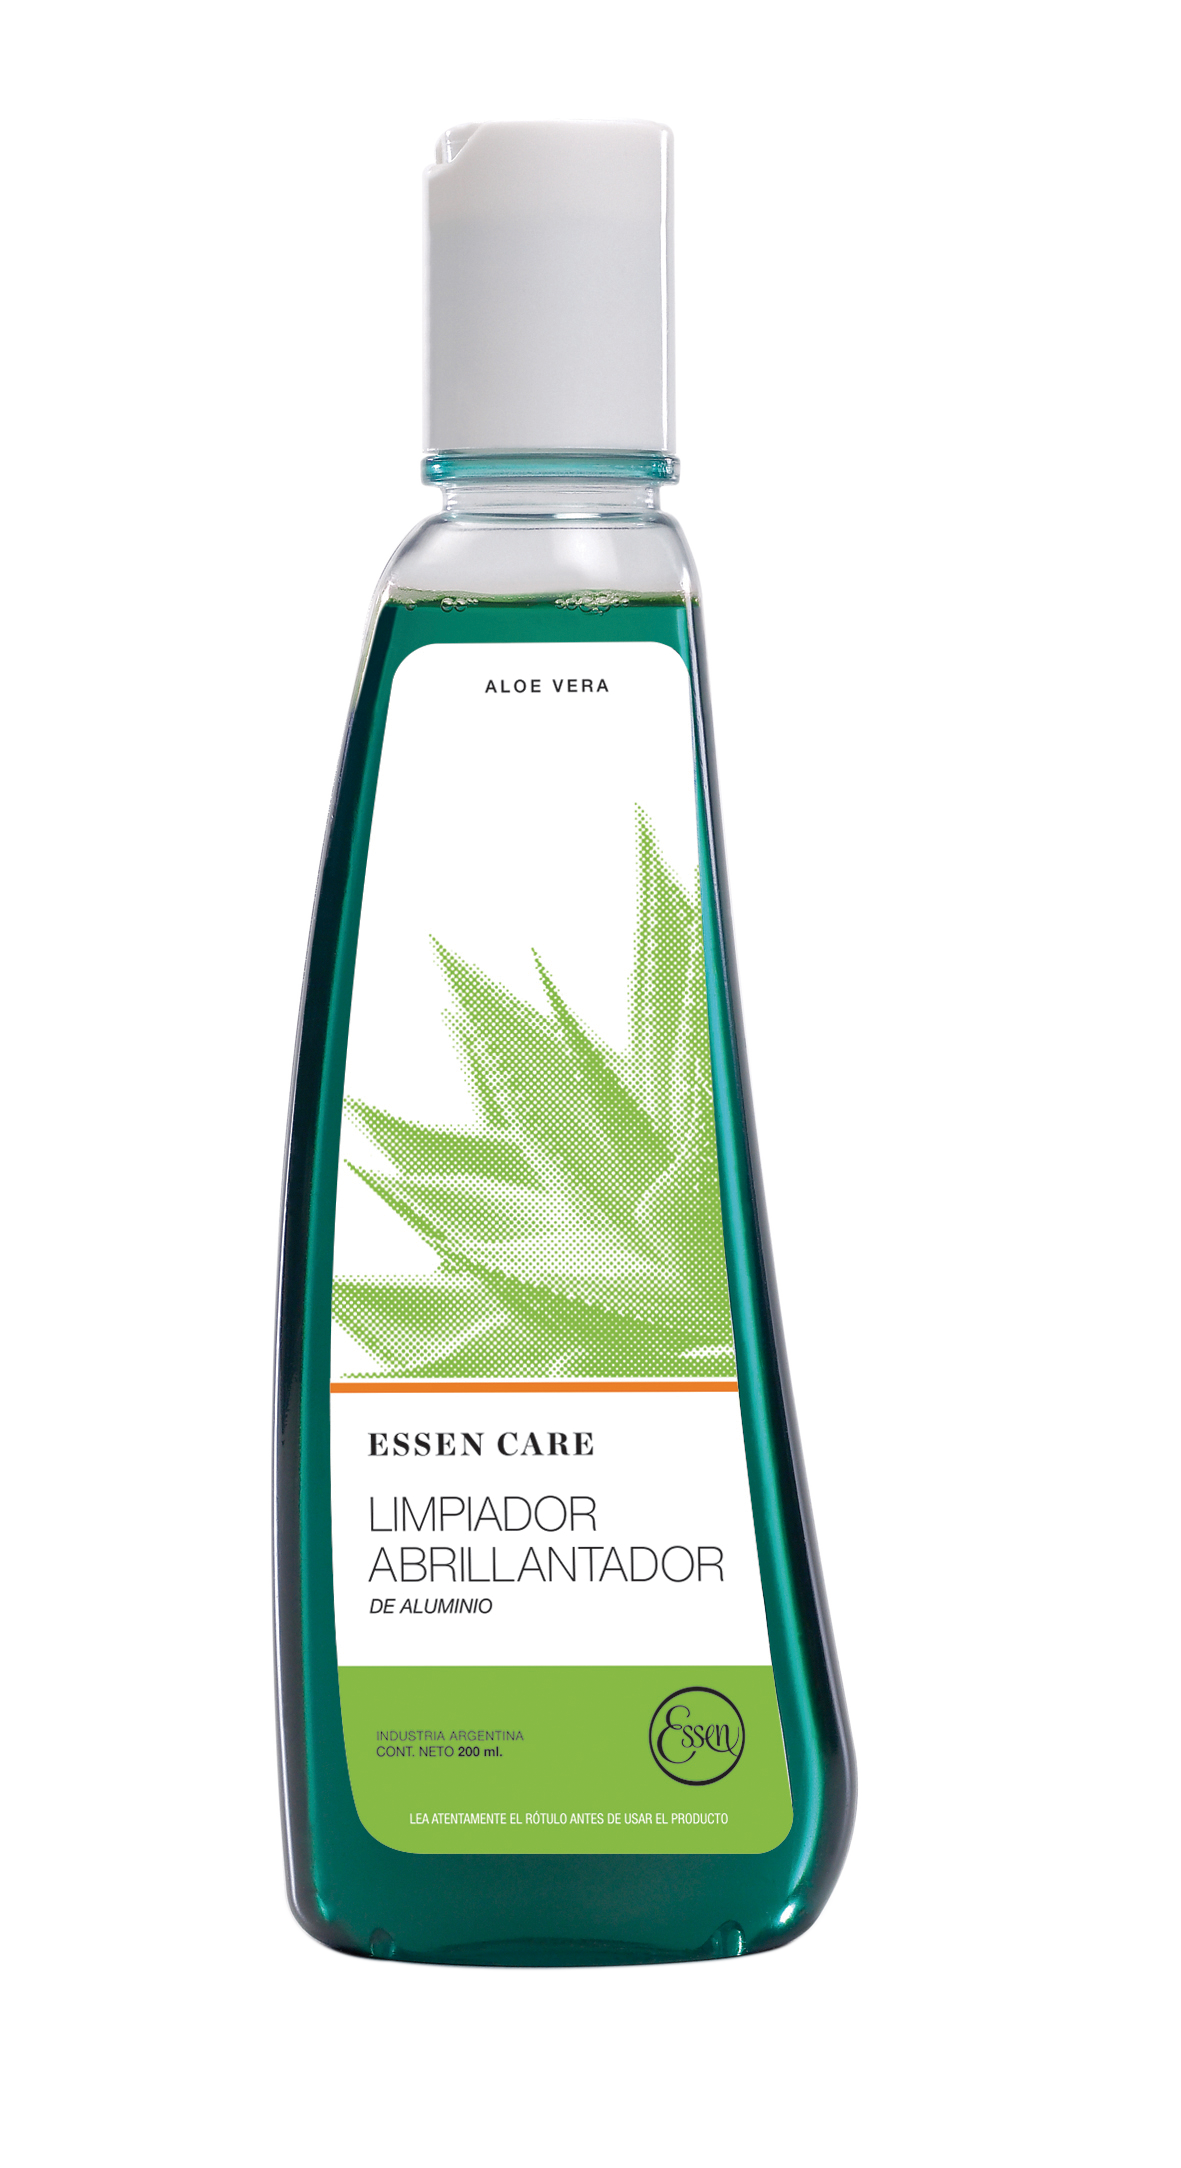 ALOE VERA
ESSEN CARE
LIMPIADOR
ABRILLANTADOR
DE ALUMINIO
INDUSTRIA ARGENTINA
CONT. NETO 200 ml.
Essen
LEA ATENTAMENTE EL RÓTULO ANTES DE USAR EL PRODUCTO